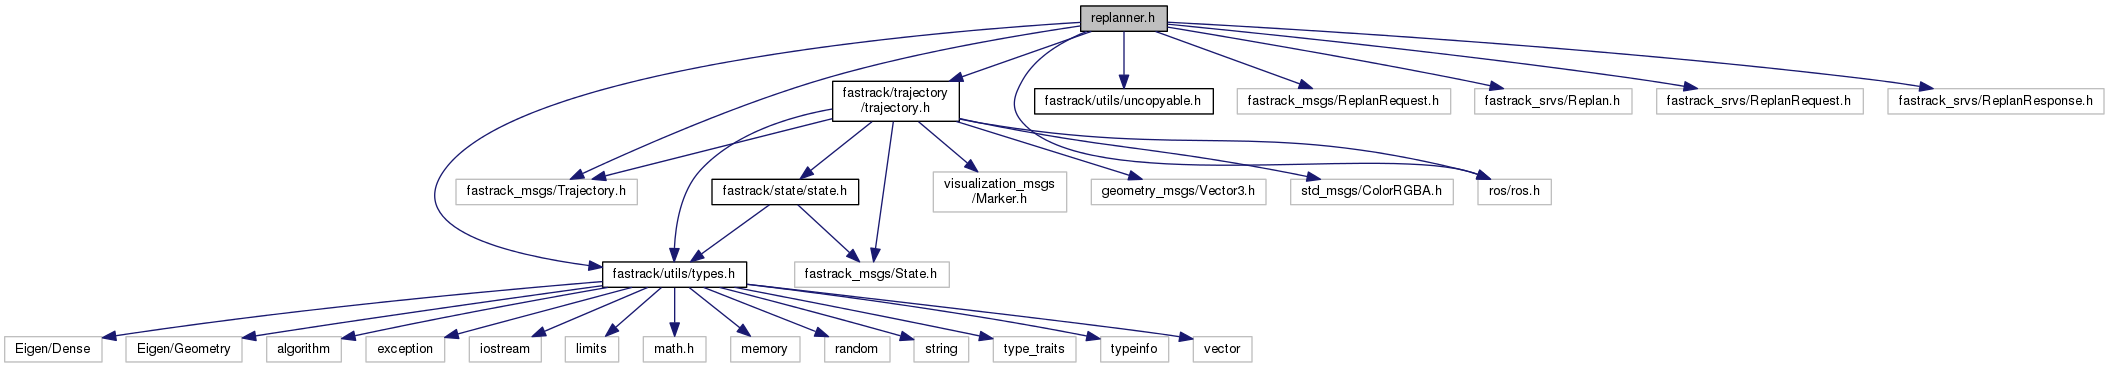 replanner.h
fastrack/trajectory
/trajectory.h
fastrack/utils/uncopyable.h
fastrack_msgs/ReplanRequest.h
fastrack_srvs/Replan.h
fastrack_srvs/ReplanRequest.h
fastrack_srvs/ReplanResponse.h
fastrack_msgs/Trajectory.h
fastrack/state/state.h
visualization_msgs
/Marker.h
geometry_msgs/Vector3.h
std_msgs/ColorRGBA.h
ros/ros.h
fastrack/utils/types.h
fastrack_msgs/State.h
Eigen/Dense
Eigen/Geometry
algorithm
exception
iostream
limits
math.h
memory
random
string
type_traits
typeinfo
vector